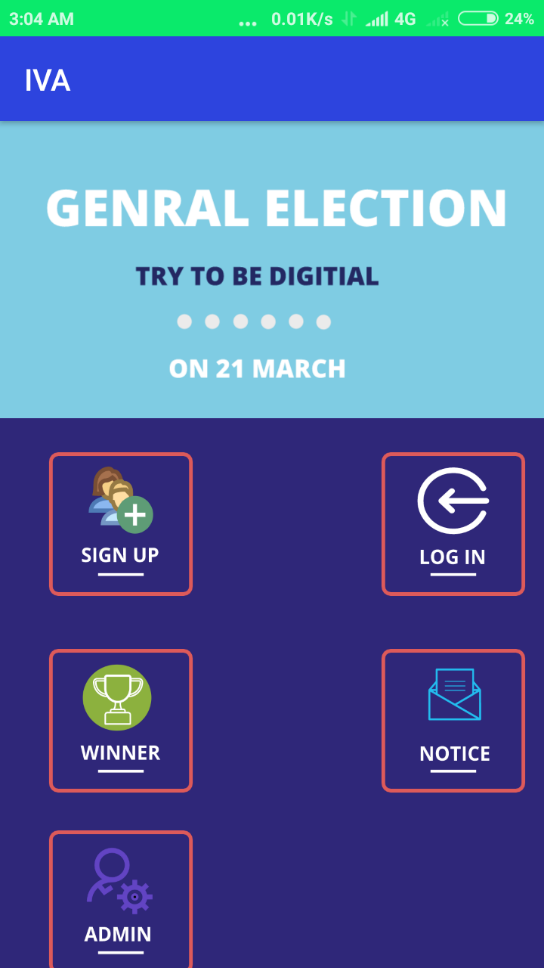 3:04 AM ... 0.01K/s 4G 24%
IVA
GENRAL ELECTION
TRY TO BE DIGITIAL
ON 21 MARCH
SIGN UP LOG IN
WINNER NOTICE
ADMIN